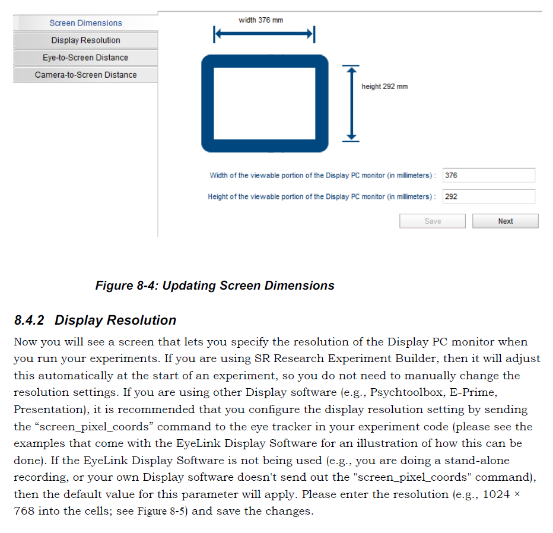 Screen Dimensions
Display Resolution
Eye-to-Screen Distance
Camera-to-Screen Distance
width 376 mm
height 292 mm
Width of the viewable portion of the Display PC monitor (in millimeters) : 376
Height of the viewable portion of the Display PC monitor (in millimeters) : 292
Save Next
Figure 8-4: Updating Screen Dimensions
8.4.2 Display Resolution
Now you will see a screen that lets you specify the resolution of the Display PC monitor when
you run your experiments. If you are using SR Research Experiment Builder, then it will adjust
this automatically at the start of an experiment, so you do not need to manually change the
resolution settings. If you are using other Display software (e.g., Psychtoolbox, E-Prime,
Presentation), it is recommended that you configure the display resolution setting by sending
the “screen_pixel_coords” command to the eye tracker in your experiment code (please see the
examples that come with the EyeLink Display Software for an illustration of how this can be
done). If the EyeLink Display Software is not being used (e.g., you are doing a stand-alone
recording, or your own Display software doesn't send out the "screen_pixel_coords" command),
then the default value for this parameter will apply. Please enter the resolution (e.g., 1024 ×
768 into the cells; see Figure 8-5) and save the changes.